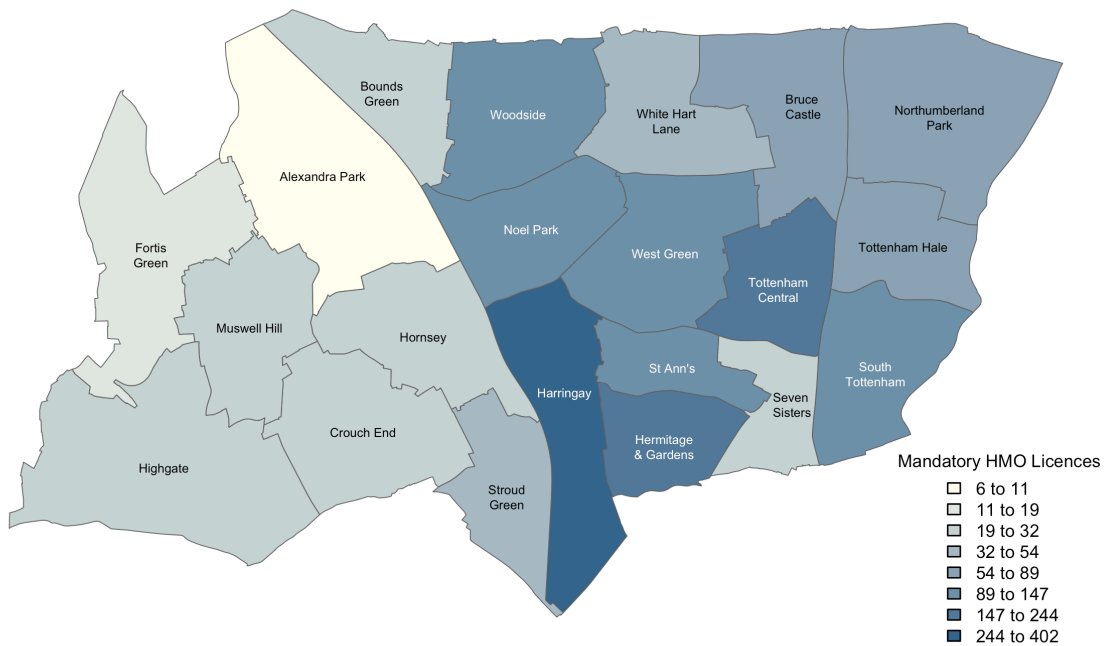 Bounds
Green
Woodside
White Hart
Lane
Bruce
Castle
Northumberland
Park
Alexandra Park
Noel Park
West Green
Tottenham Hale
Fortis
Green
Tottenham
Central
Muswell Hill
Hornsey
St Ann's
South
Tottenham
Harringay
Seven
Sisters
Crouch End
Hermitage
& Gardens
Highgate
Stroud
Green
Mandatory HMO Licences
6 to 11
11 to 19
19 to 32
32 to 54
54 to 89
89 to 147
147 to 244
244 to 402